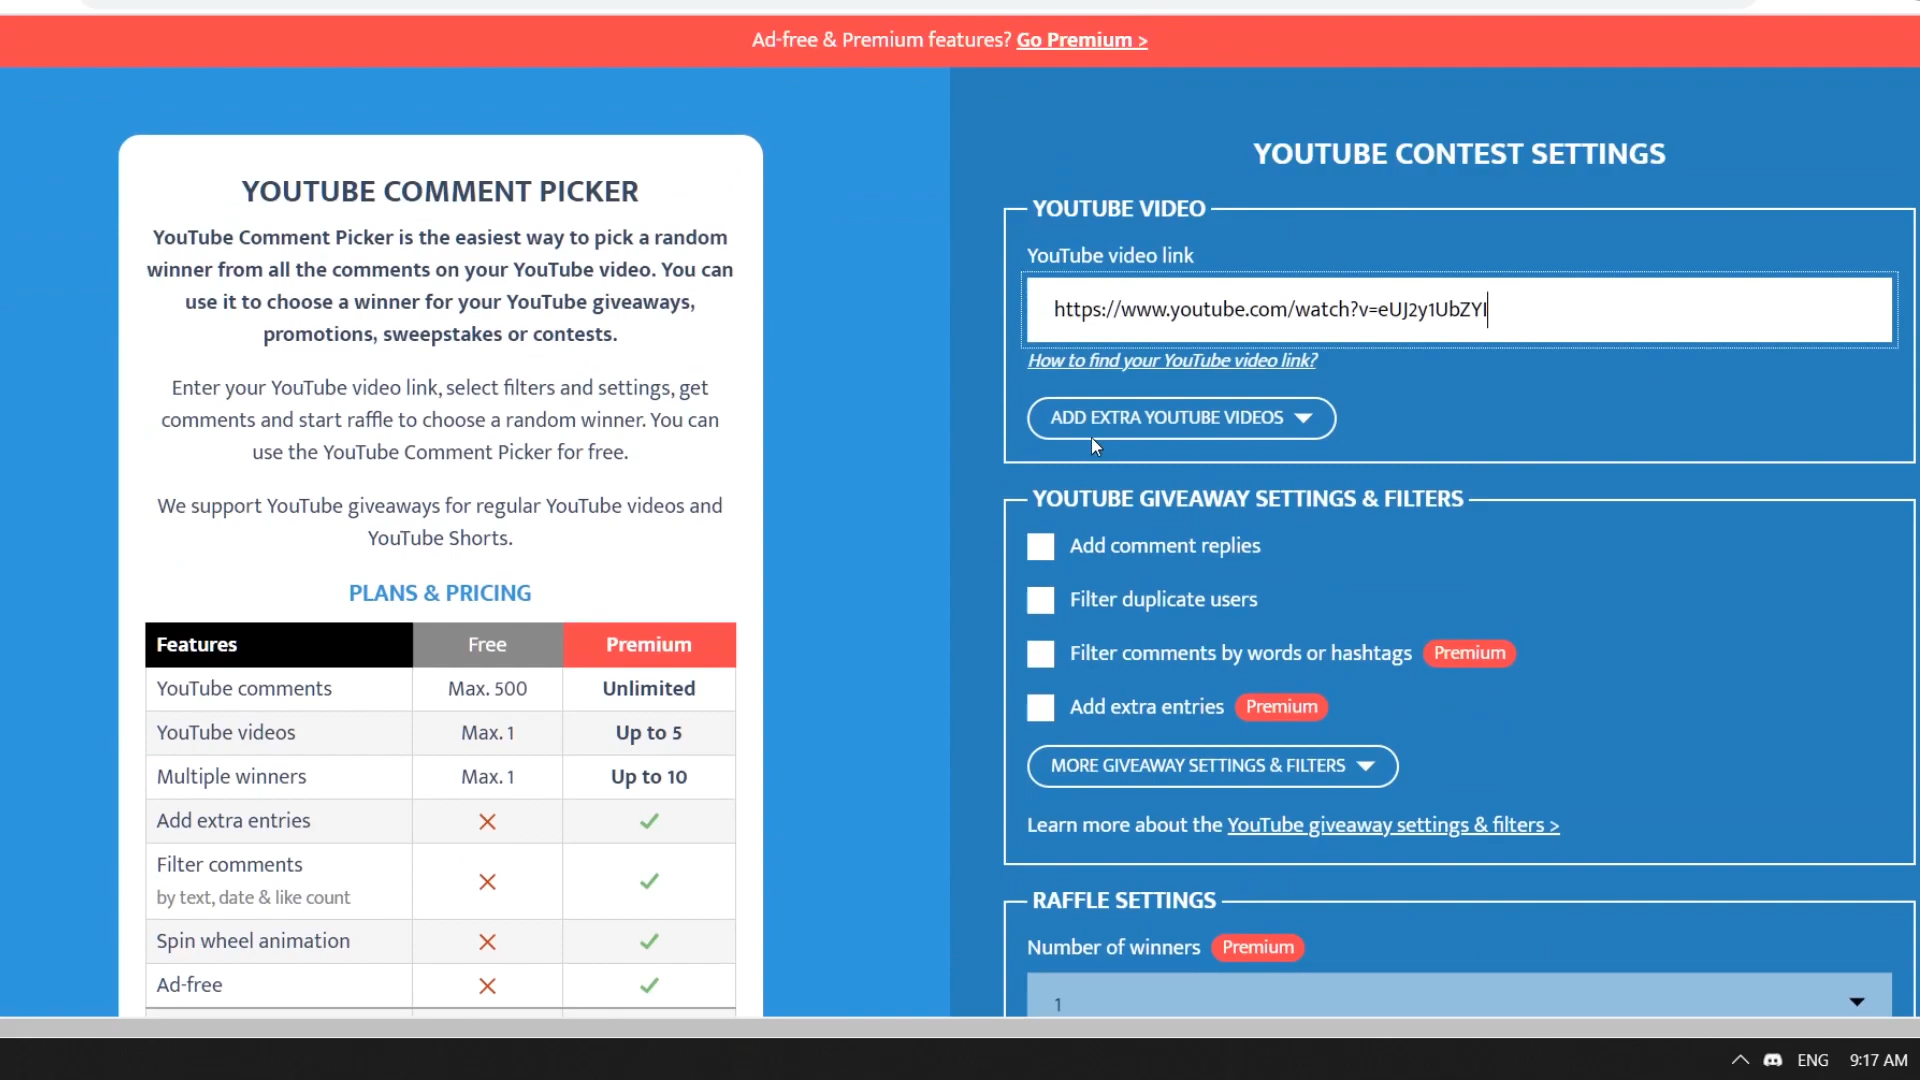 Ad-free & Premium features? Go Premium >
YOUTUBE COMMENT PICKER
YouTube Comment Picker is the easiest way to pick a random
winner from all the comments on your YouTube video. You can
use it to choose a winner for your YouTube giveaways,
promotions, sweepstakes or contests.
Enter your YouTube video link, select filters and settings, get
comments and start raffle to choose a random winner. You can
use the YouTube Comment Picker for free.
We support YouTube giveaways for regular YouTube videos and
YouTube Shorts.
PLANS & PRICING
Features Free Premium
YouTube comments Max. 500 Unlimited
YouTube videos Max. 1 Up to 5
Multiple winners Max. 1 Up to 10
Add extra entries
Filter comments
by text, date & like count
Spin wheel animation
Ad-free
YOUTUBE CONTEST SETTINGS
YOUTUBE VIDEO
YouTube video link
https://www.youtube.com/watch?v=eUJ2y1UbZYI
How to find your YouTube video link?
ADD EXTRA YOUTUBE VIDEOS
YOUTUBE GIVEAWAY SETTINGS & FILTERS
Add comment replies
Filter duplicate users
Filter comments by words or hashtags Premium
Add extra entries Premium
MORE GIVEAWAY SETTINGS & FILTERS
Learn more about the YouTube giveaway settings & filters >
RAFFLE SETTINGS
Number of winners Premium
1
ENG 9:17 AM